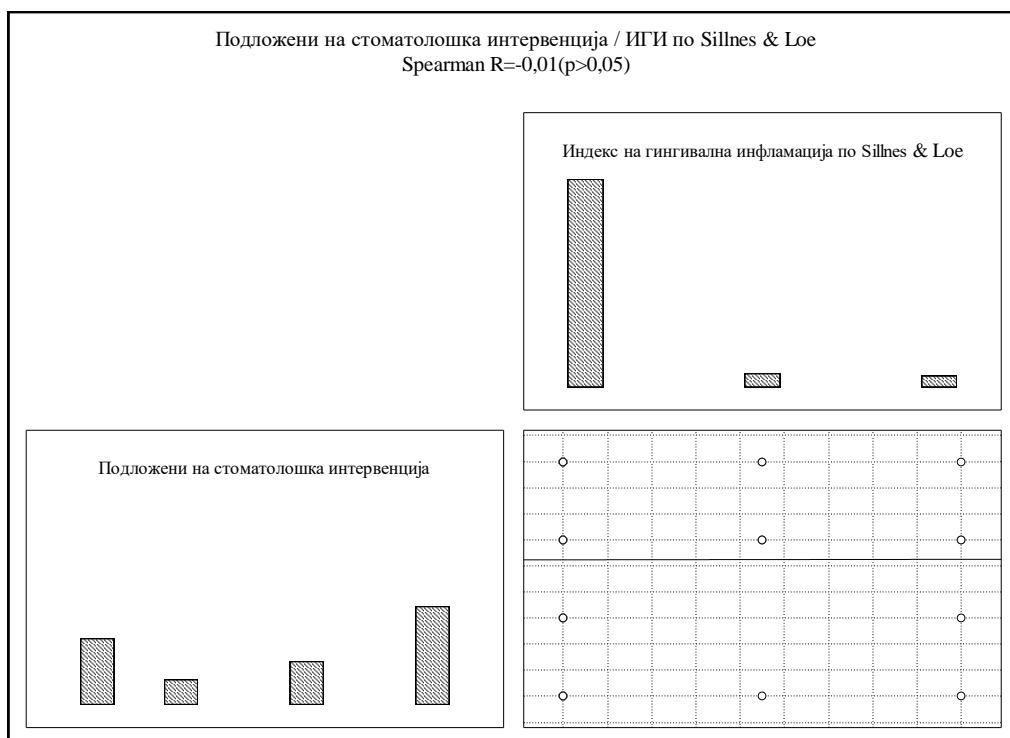 Подложени на стоматолошка интервенција / ИГИ по Sillnes & Loe
Spearman R=-0,01(p>0,05)
Индекс на гингивална инфламација по Sillnes & Loe
Подложени на стоматолошка интервенција